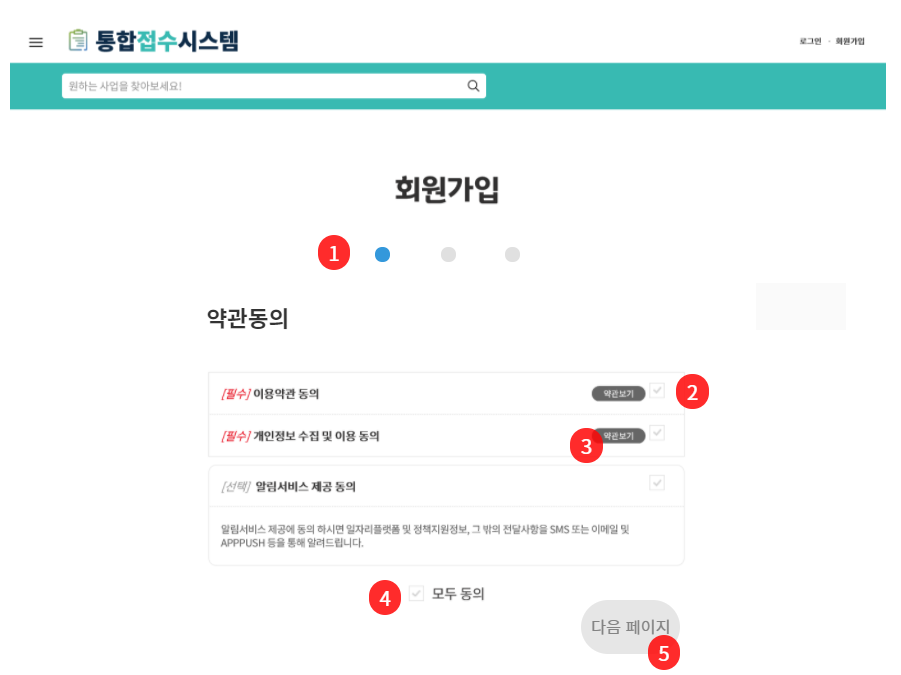 통합접수시스템
로그인 · 회원가입
원하는 사업을 찾아보세요!
회원가입
1
약관동의
[필수] 이용약관 동의 약관보기 2
[필수] 개인정보 수집 및 이용 동의 3 약관보기
[선택] 알림서비스 제공 동의
알림서비스 제공에 동의 하시면 일자리플랫폼 및 정책지원정보, 그 밖의 전달사항을 SMS 또는 이메일 및
APPPUSH 등을 통해 알려드립니다.
4 모두 동의
다음 페이지
5